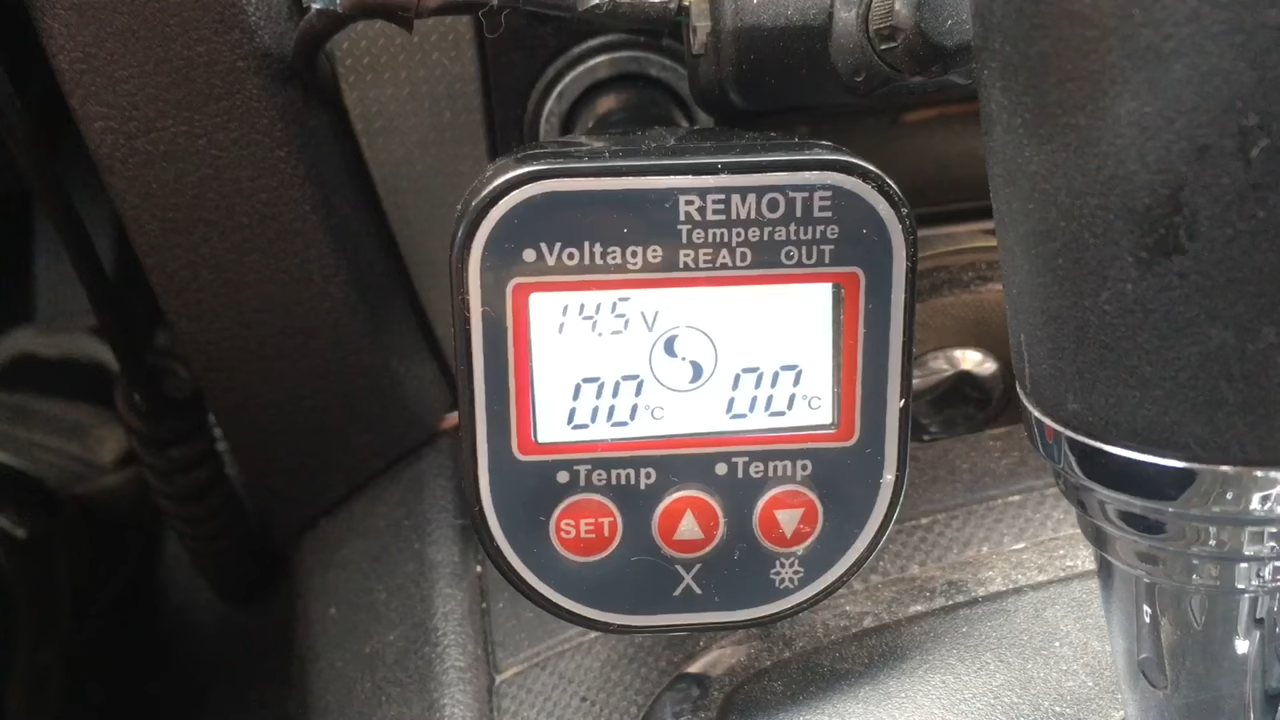 REMOTE
Temperature
•Voltage READ OUT
14.5 V
00 °C 00 °C
•Temp •Temp
SET
X